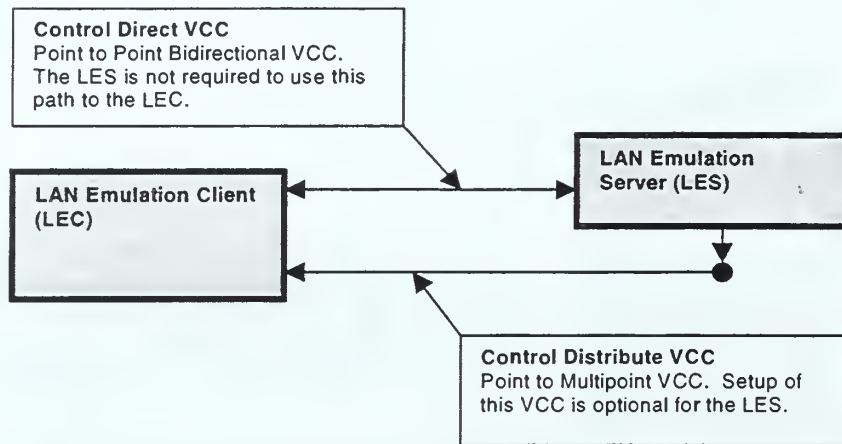 Control Direct VCC
Point to Point Bidirectional VCC.
The LES is not required to use this
path to the LEC.
LAN Emulation
Server (LES)
LAN Emulation Client
(LEC)
Control Distribute VCC
Point to Multipoint VCC. Setup of
this VCC is optional for the LES.